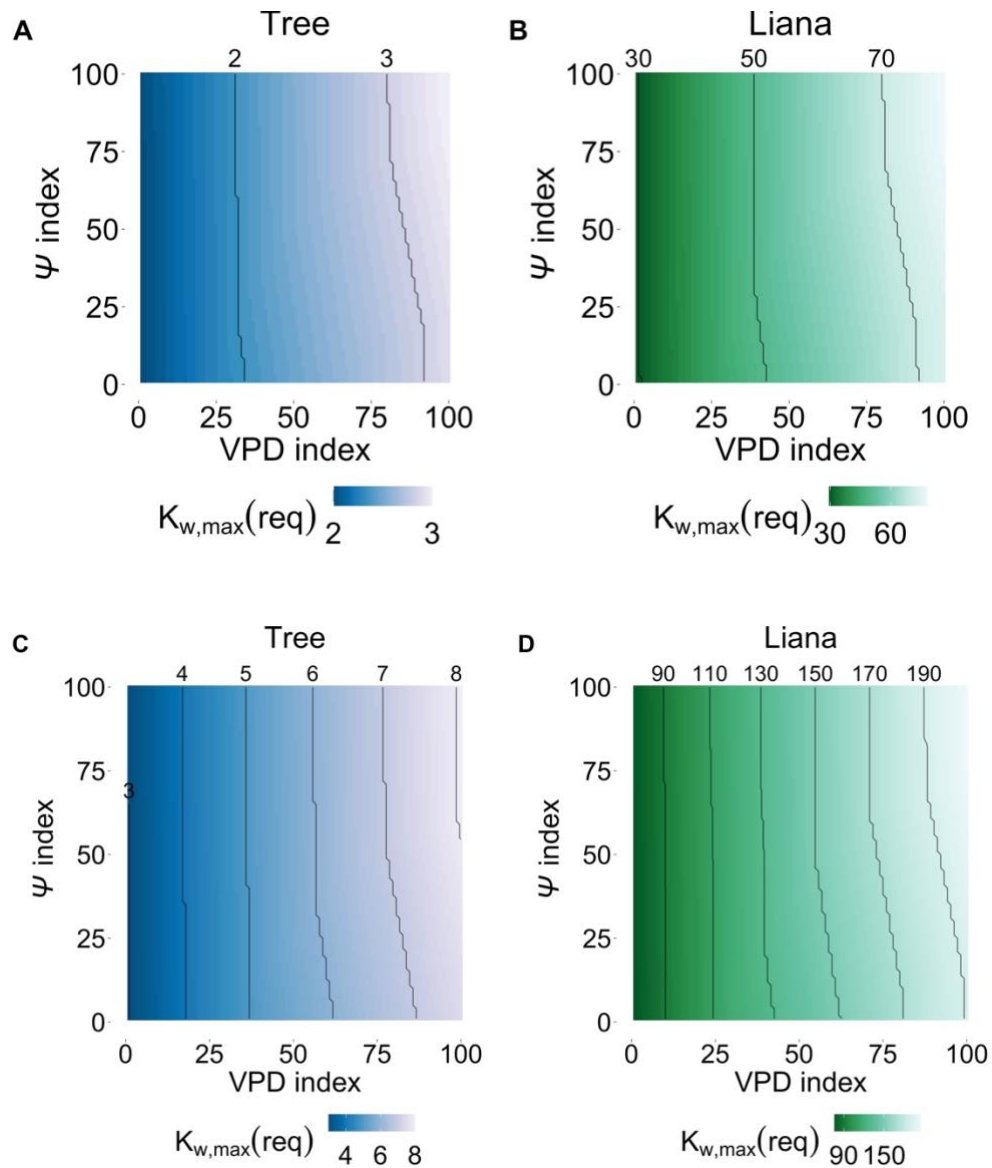 A
Tree
2 3
100
75
50
25
0
Ψ index
0 25 50 75 100
VPD index
K_w,max(req)
2 3
B
Liana
30 50 70
100
75
50
25
0
Ψ index
0 25 50 75 100
VPD index
K_w,max(req)
30 60
C
Tree
4 5 6 7 8
100
75
3
50
25
0
Ψ index
0 25 50 75 100
VPD index
K_w,max(req)
4 6 8
D
Liana
90 110 130 150 170 190
100
75
50
25
0
Ψ index
0 25 50 75 100
VPD index
K_w,max(req)
90 150